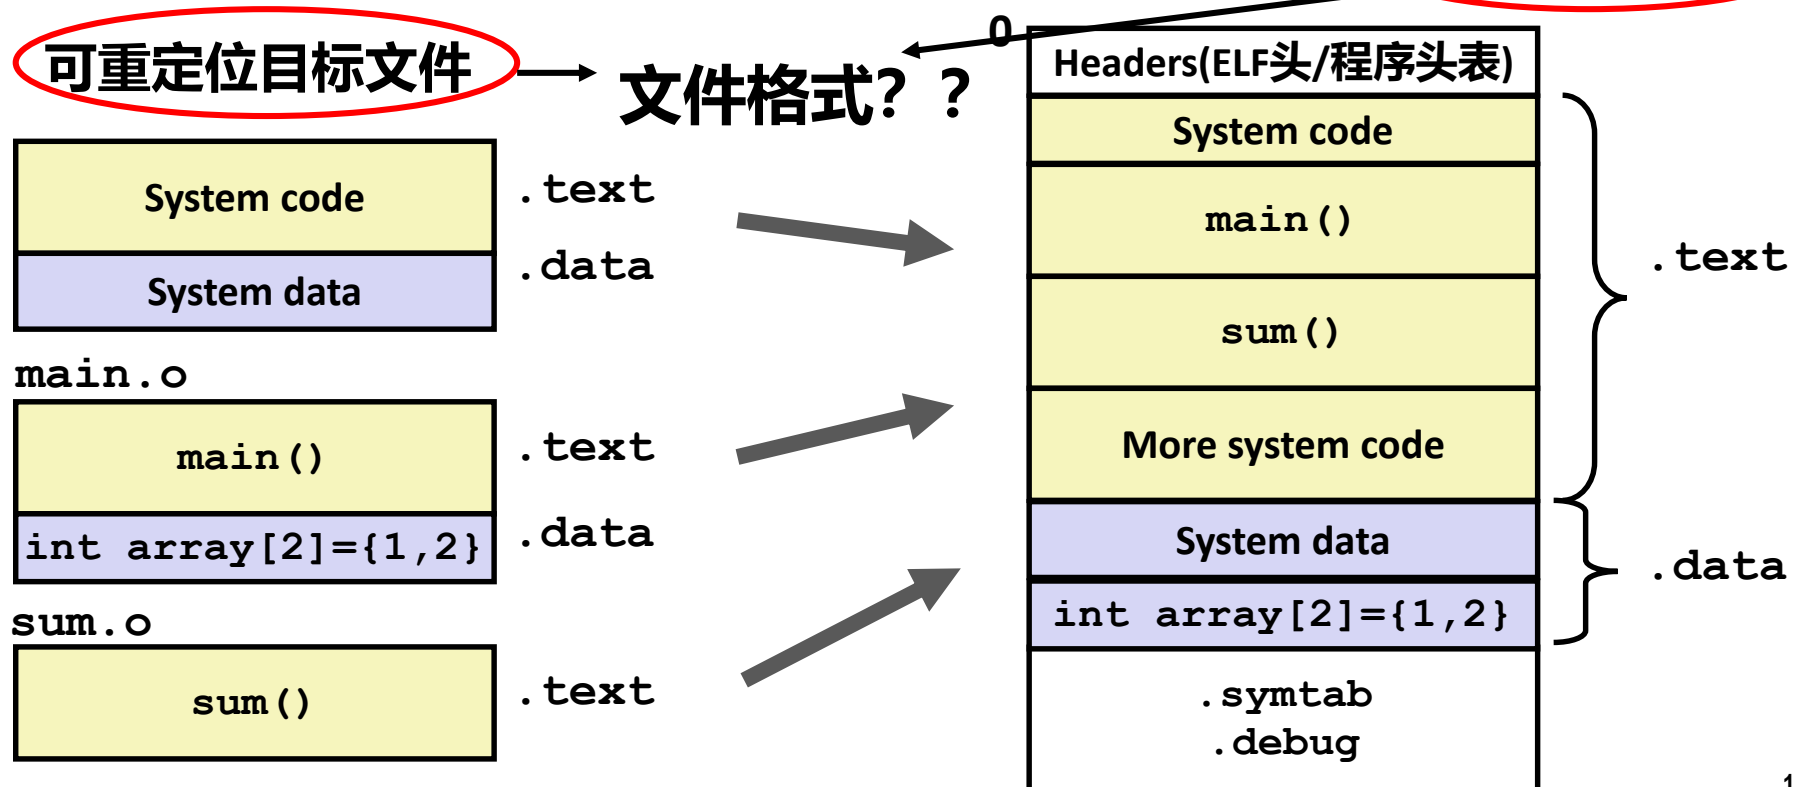 可重定位目标文件
文件格式？？
System code
.text
System data
.data
main.o
main()
.text
int array[2]={1,2}
.data
sum.o
sum()
.text
0
Headers(ELF头/程序头表)
System code
main()
sum()
More system code
.text
System data
int array[2]={1,2}
.data
.symtab
.debug
1